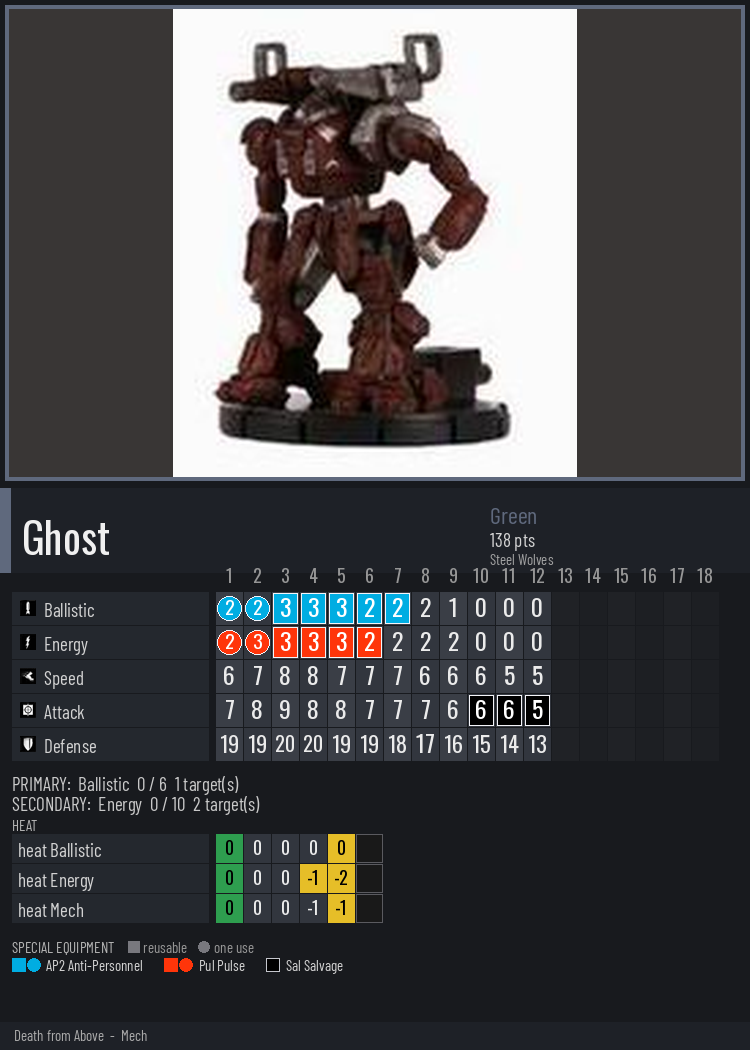 Ghost
Green
138 pts
Steel Wolves
1 2 3 4 5 6 7 8 9 10 11 12 13 14 15 16 17 18
Ballistic 2 2 3 3 3 2 2 2 1 0 0 0
Energy 2 3 3 3 3 2 2 2 2 0 0 0
Speed 6 7 8 8 7 7 7 6 6 6 5 5
Attack 7 8 9 8 8 7 7 7 6 6 6 5
Defense 19 19 20 20 19 19 18 17 16 15 14 13
PRIMARY: Ballistic 0 / 6 1 target(s)
SECONDARY: Energy 0 / 10 2 target(s)
HEAT
heat Ballistic 0 0 0 0 0
heat Energy 0 0 0 -1 -2
heat Mech 0 0 0 -1 -1
SPECIAL EQUIPMENT reusable one use
AP2 Anti-Personnel Pul Pulse Sal Salvage
Death from Above - Mech